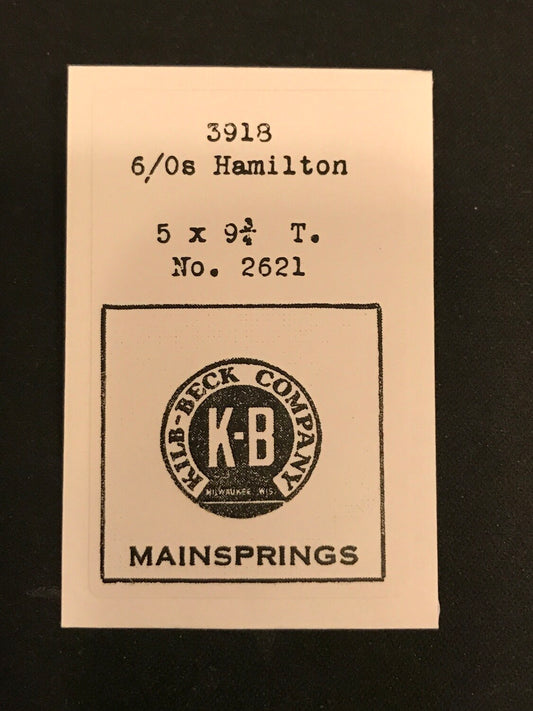 3918
6/0s Hamilton
5 x 9¾ T.
No. 2621
KILB-BECK COMPANY
K-B
MILWAUKEE, WIS.
MAINSPRINGS